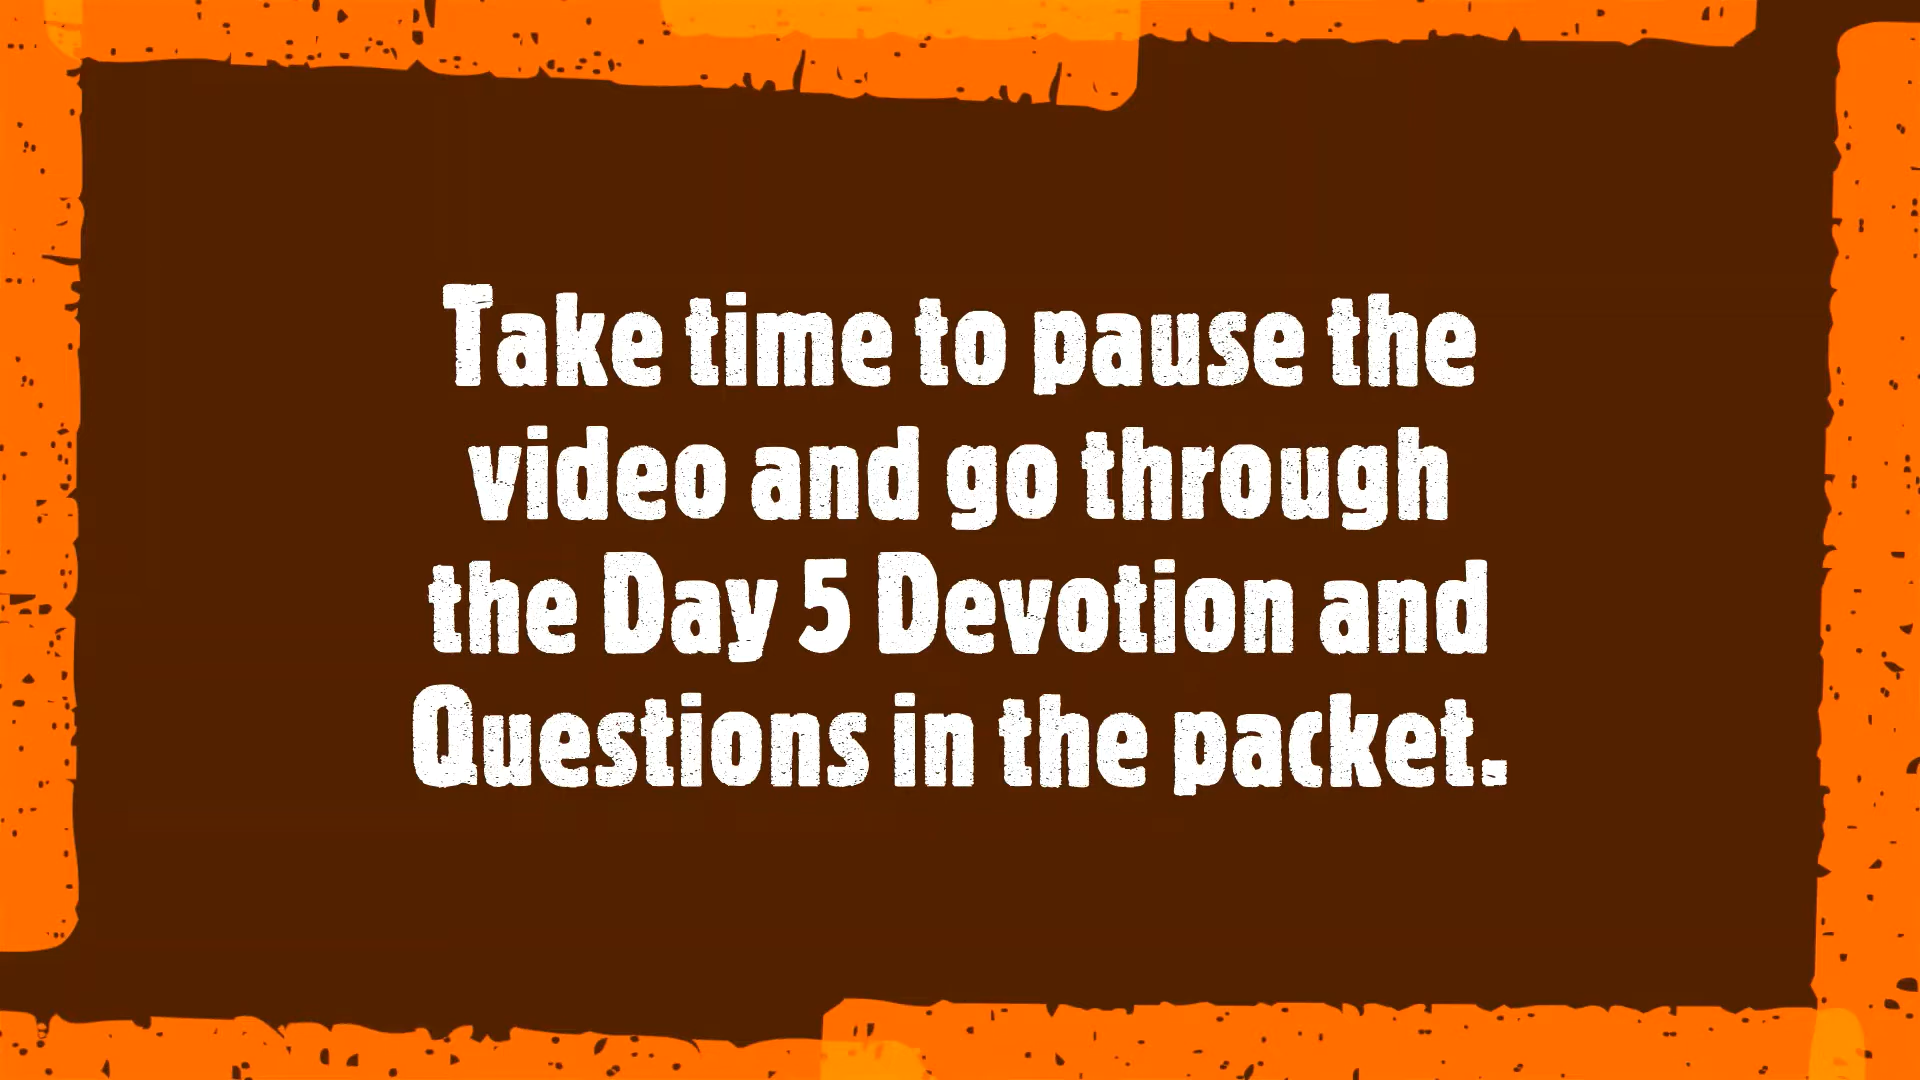 Take time to pause the
video and go through
the Day 5 Devotion and
Questions in the packet.